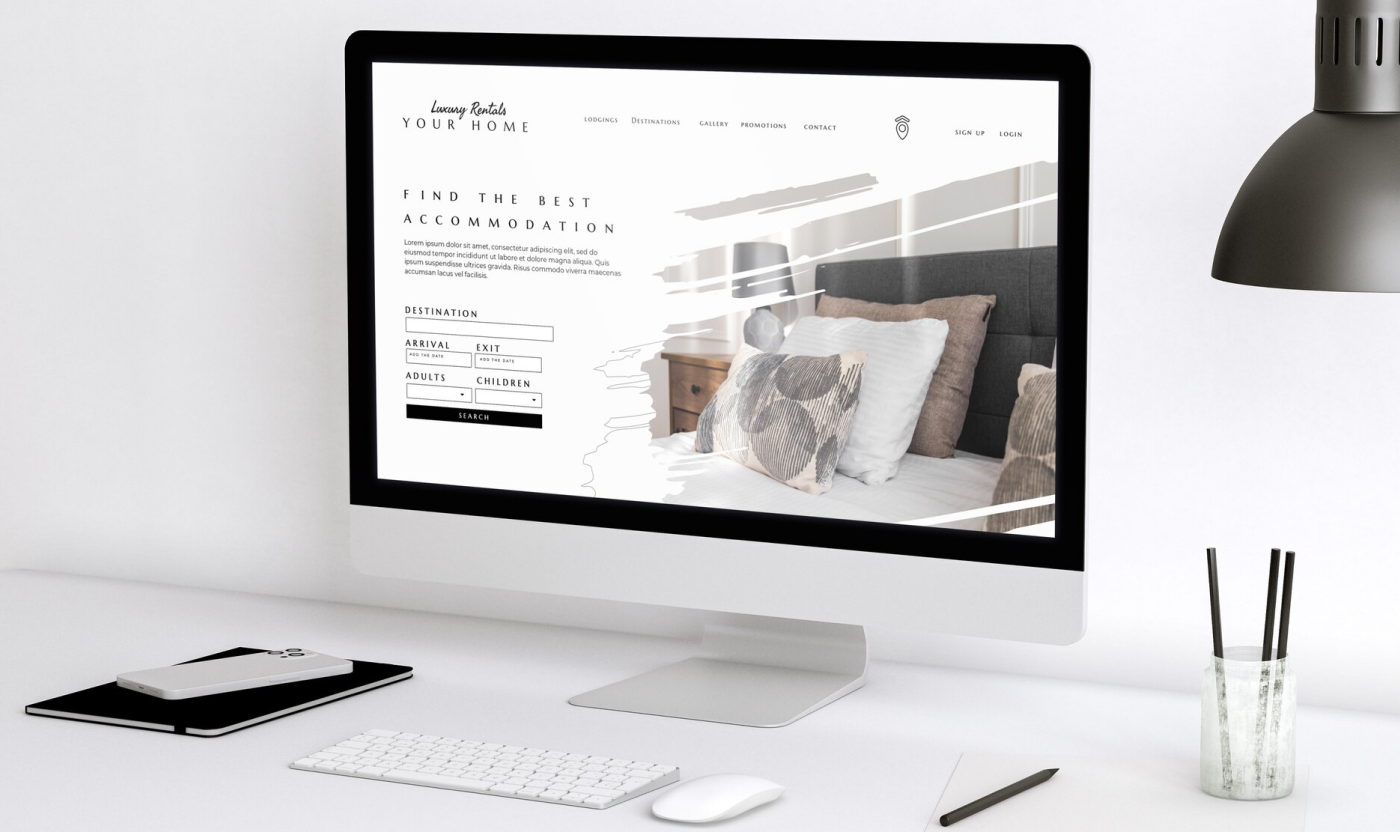 Luxury Rentals
YOUR HOME
LODGINGS
DESTINATIONS
GALLERY
PROMOTIONS
CONTACT
SIGN UP
LOGIN
FIND THE BEST
ACCOMMODATION
Lorem ipsum dolor sit amet, consectetur adipiscing elit, sed do
eiusmod tempor incididunt ut labore et dolore magna aliqua. Quis
ipsum suspendisse ultrices gravida. Risus commodo viverra maecenas
accumsan lacus vel facilisis.
DESTINATION
ARRIVAL
EXIT
ADD THE DATE
ADD THE DATE
ADULTS
CHILDREN
SEARCH